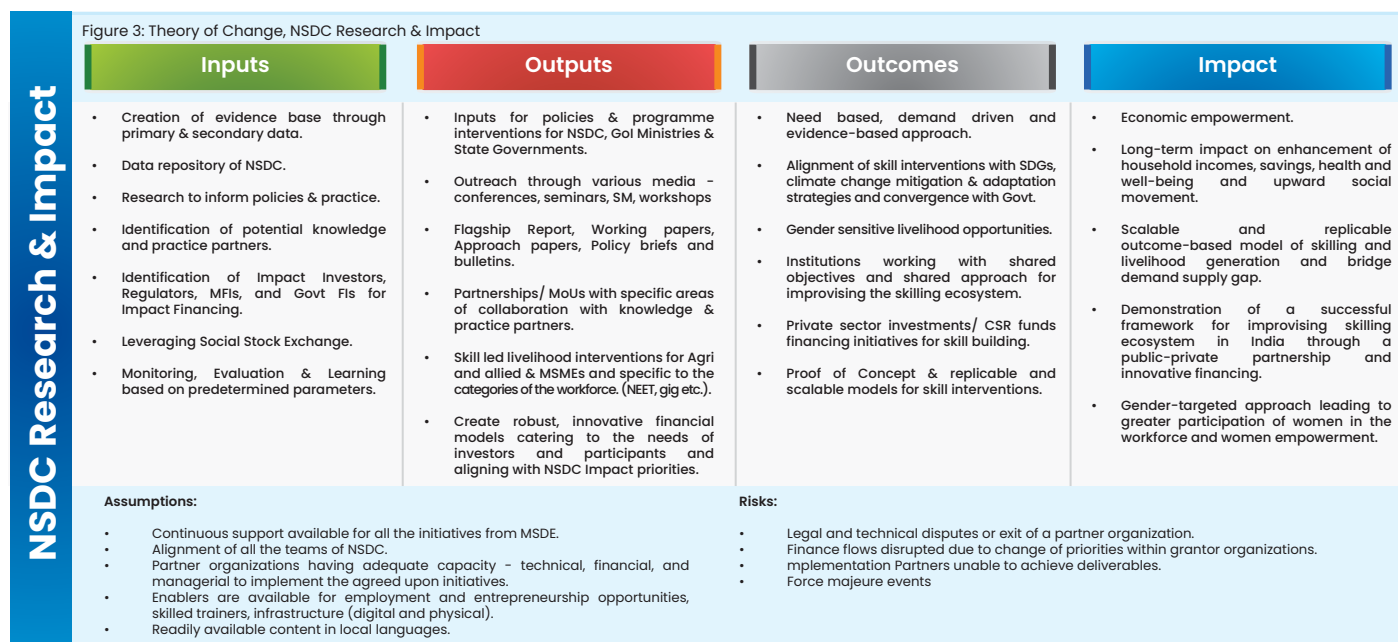 NSDC Research & Impact
Figure 3: Theory of Change, NSDC Research & Impact
Inputs
• Creation of evidence base through
primary & secondary data.
• Data repository of NSDC.
• Research to inform policies & practice.
• Identification of potential knowledge
and practice partners.
• Identification of Impact Investors,
Regulators, MFIs, and Govt FIs for
Impact Financing.
• Leveraging Social Stock Exchange.
• Monitoring, Evaluation & Learning
based on predetermined parameters.
Outputs
• Inputs for policies & programme
interventions for NSDC, GoI Ministries &
State Governments.
• Outreach through various media -
conferences, seminars, SM, workshops
• Flagship Report, Working papers,
Approach papers, Policy briefs and
bulletins.
• Partnerships/ MoUs with specific areas
of collaboration with knowledge &
practice partners.
• Skill led livelihood interventions for Agri
and allied & MSMEs and specific to the
categories of the workforce. (NEET, gig etc.).
• Create robust, innovative financial
models catering to the needs of
investors and participants and
aligning with NSDC Impact priorities.
Outcomes
• Need based, demand driven and
evidence-based approach.
• Alignment of skill interventions with SDGs,
climate change mitigation & adaptation
strategies and convergence with Govt.
• Gender sensitive livelihood opportunities.
• Institutions working with shared
objectives and shared approach for
improvising the skilling ecosystem.
• Private sector investments/ CSR funds
financing initiatives for skill building.
• Proof of Concept & replicable and
scalable models for skill interventions.
Impact
• Economic empowerment.
• Long-term impact on enhancement of
household incomes, savings, health and
well-being and upward social
movement.
• Scalable and replicable
outcome-based model of skilling and
livelihood generation and bridge
demand supply gap.
• Demonstration of a successful
framework for improvising skilling
ecosystem in India through a
public-private partnership and
innovative financing.
• Gender-targeted approach leading to
greater participation of women in the
workforce and women empowerment.
Assumptions:
• Continuous support available for all the initiatives from MSDE.
• Alignment of all the teams of NSDC.
• Partner organizations having adequate capacity - technical, financial, and
managerial to implement the agreed upon initiatives.
• Enablers are available for employment and entrepreneurship opportunities,
skilled trainers, infrastructure (digital and physical).
• Readily available content in local languages.
Risks:
• Legal and technical disputes or exit of a partner organization.
• Finance flows disrupted due to change of priorities within grantor organizations.
• mplementation Partners unable to achieve deliverables.
• Force majeure events